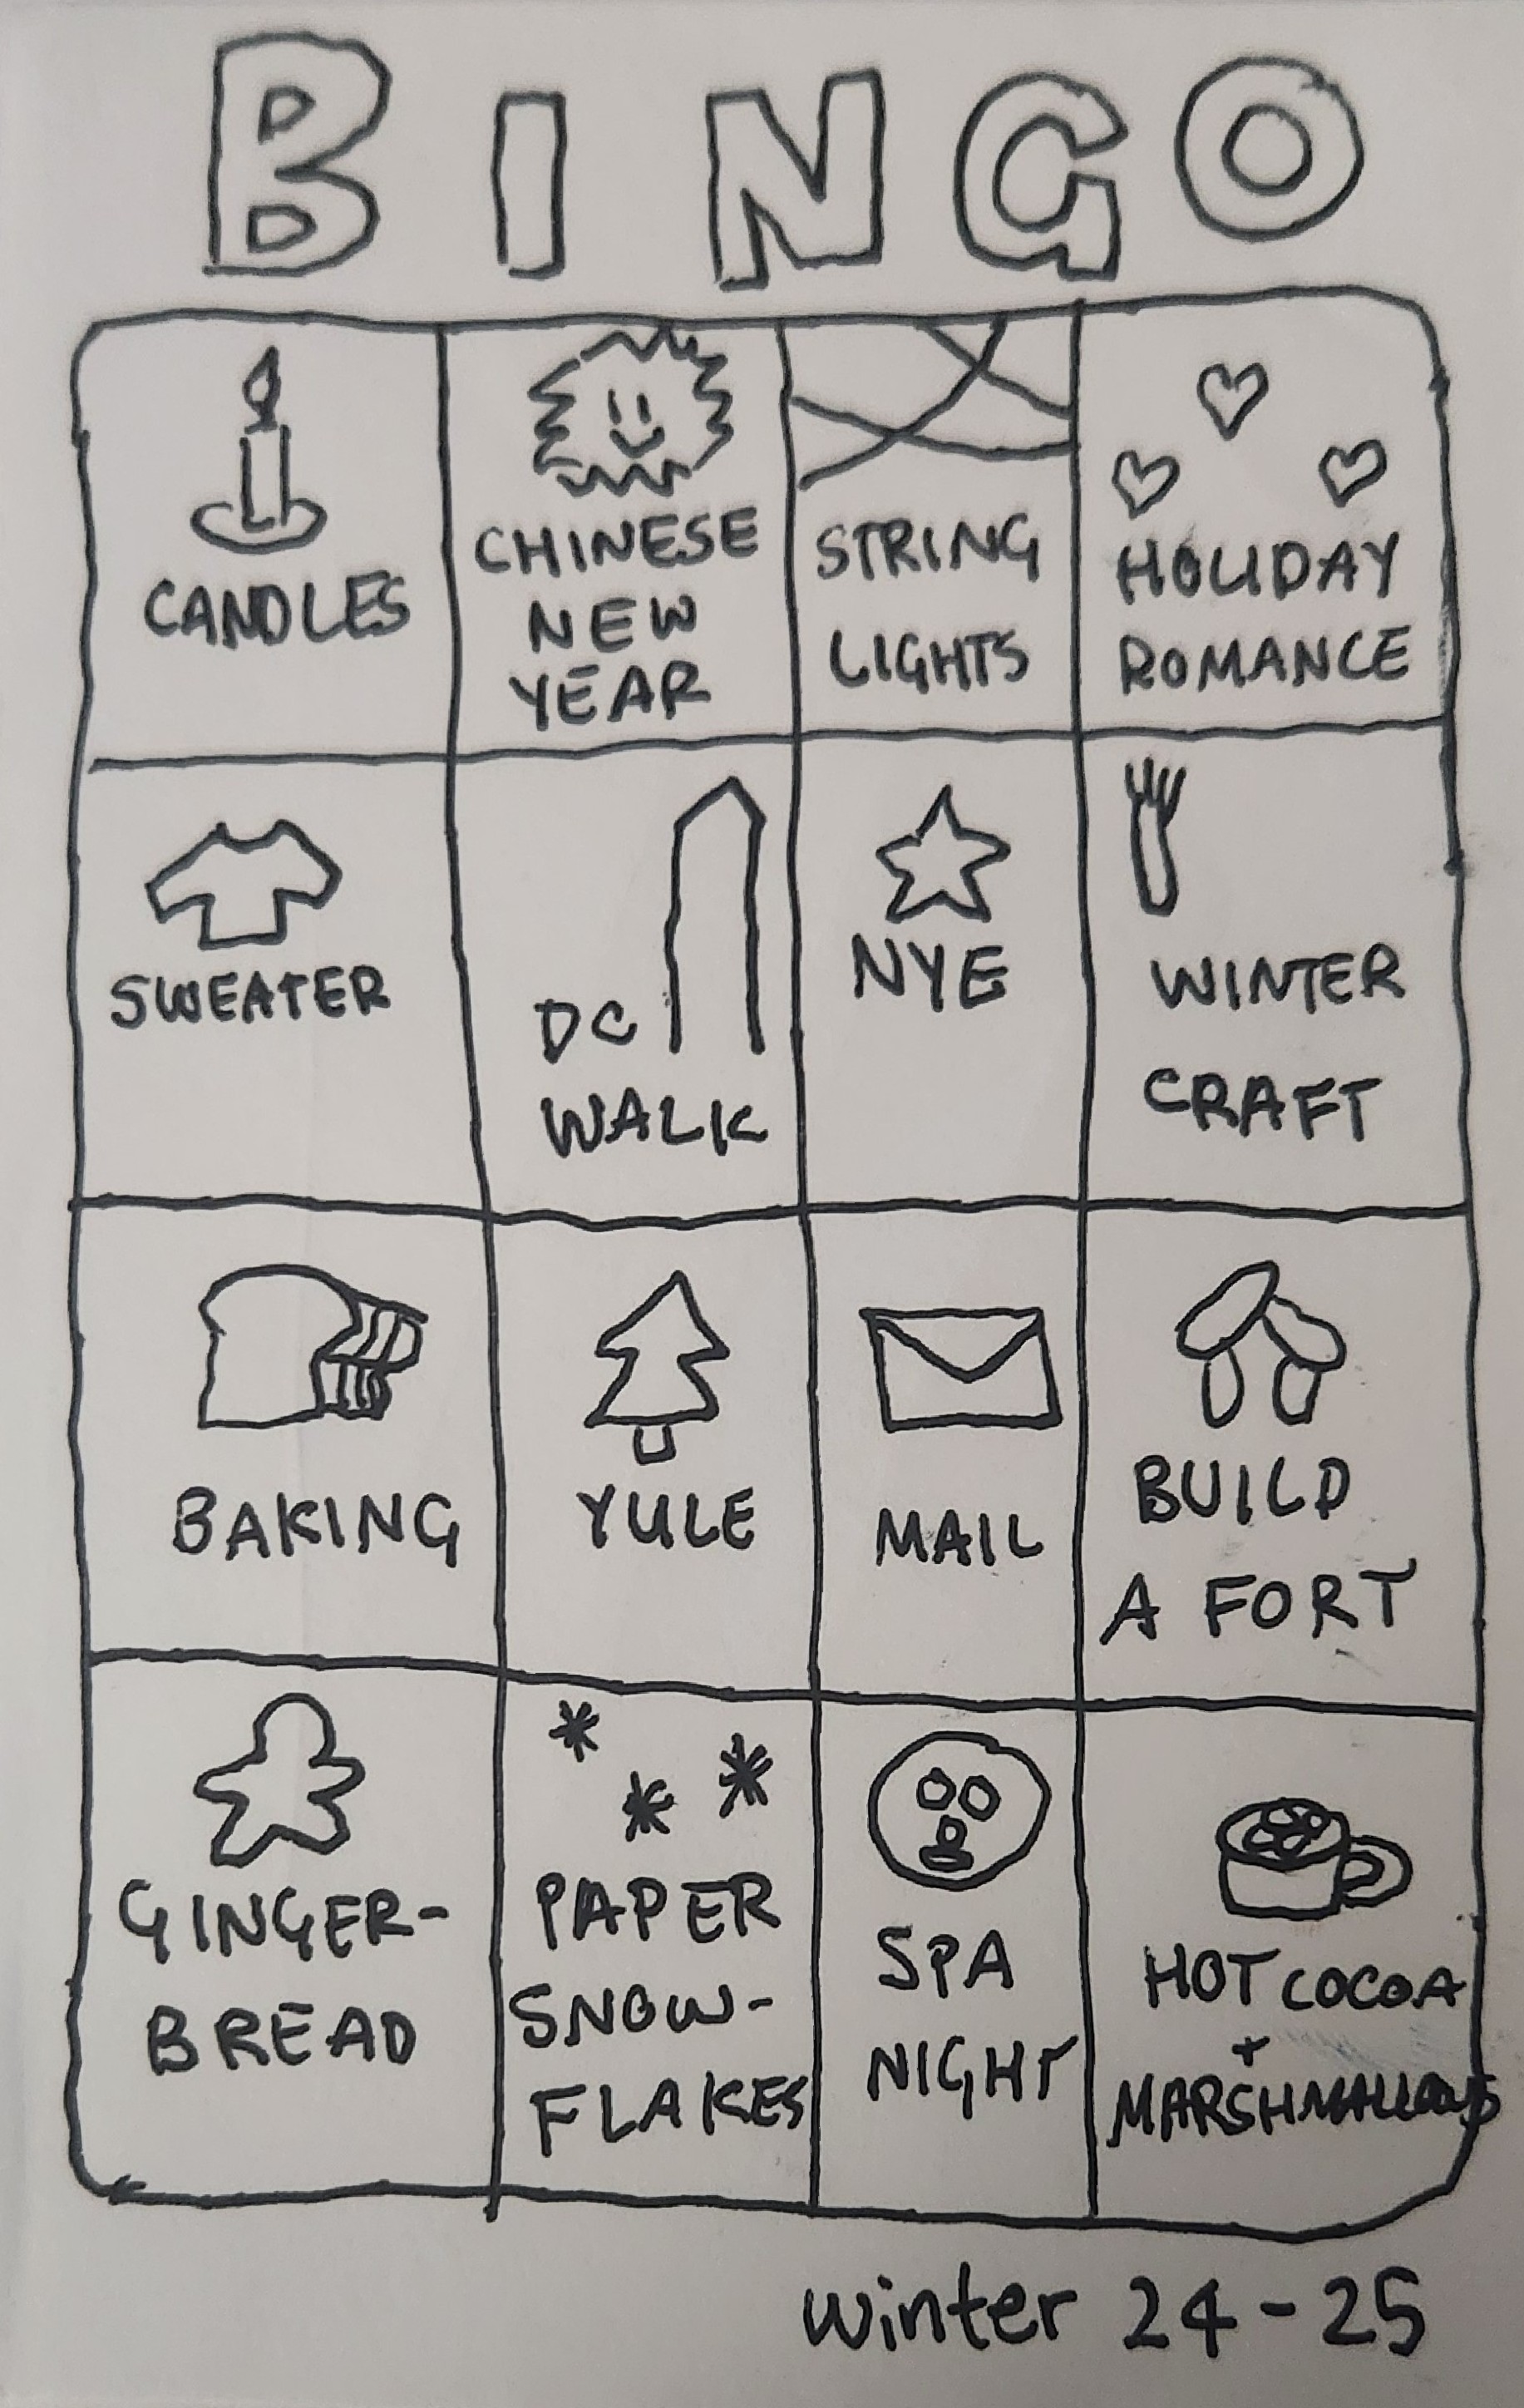 BINGO
CANDLES
CHINESE
NEW
YEAR
STRING
LIGHTS
HOLIDAY
ROMANCE
SWEATER
DC
WALK
NYE
WINTER
CRAFT
BAKING
YULE
MAIL
BUILD
A FORT
GINGER-
BREAD
PAPER
SNOW-
FLAKES
SPA
NIGHT
HOT COCOA
+
MARSHMALLOWS
winter 24-25